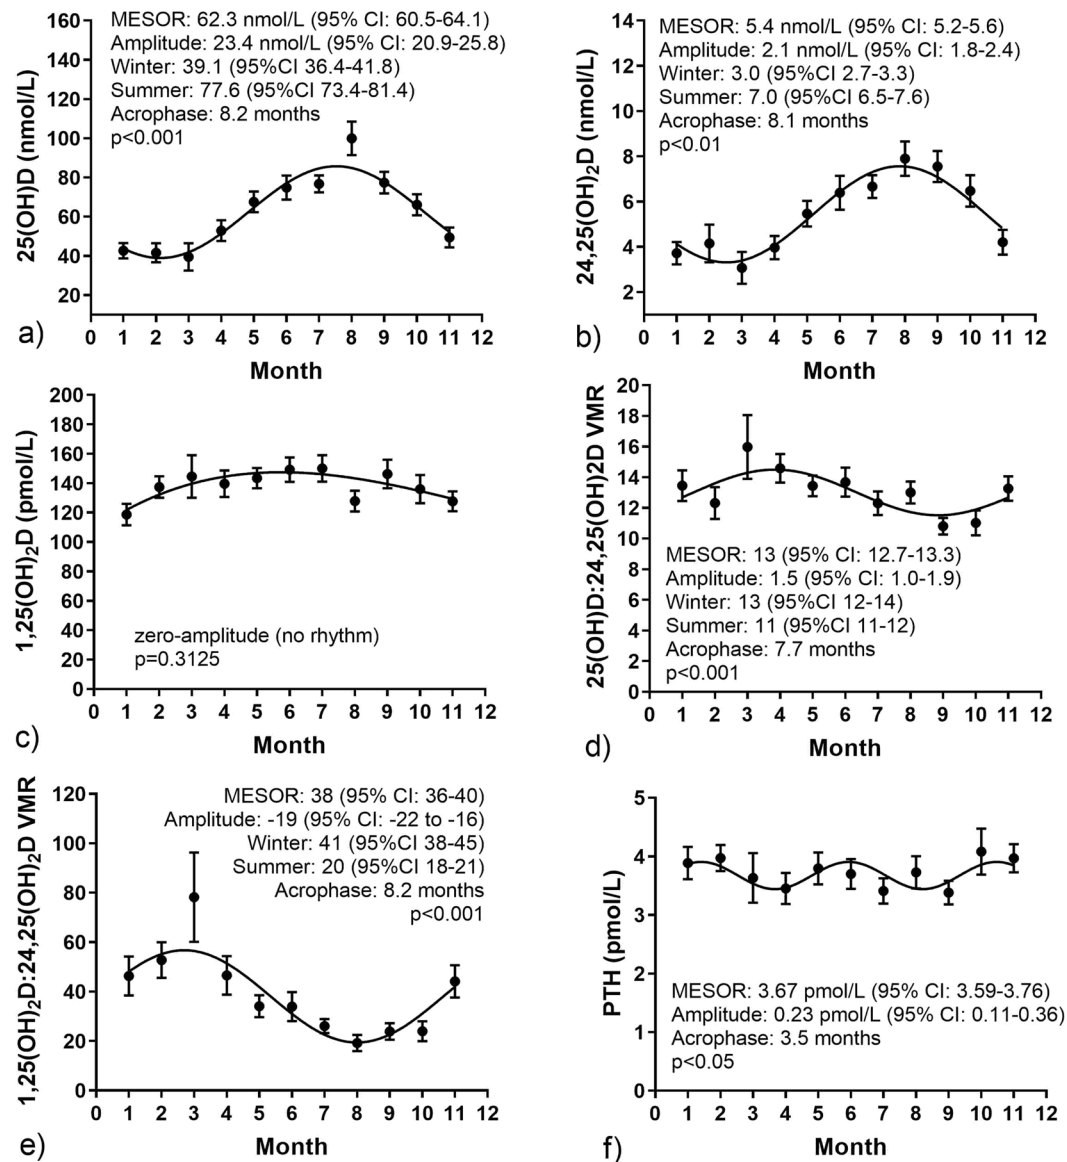 MESOR: 62.3 nmol/L (95% CI: 60.5-64.1)
Amplitude: 23.4 nmol/L (95% CI: 20.9-25.8)
Winter: 39.1 (95%CI 36.4-41.8)
Summer: 77.6 (95%CI 73.4-81.4)
Acrophase: 8.2 months
p<0.001
25(OH)D (nmol/L)
160
140
120
100
80
60
40
20
0 1 2 3 4 5 6 7 8 9 10 11 12
Month
a)
MESOR: 5.4 nmol/L (95% CI: 5.2-5.6)
Amplitude: 2.1 nmol/L (95% CI: 1.8-2.4)
Winter: 3.0 (95%CI 2.7-3.3)
Summer: 7.0 (95%CI 6.5-7.6)
Acrophase: 8.1 months
p<0.01
24,25(OH)₂D (nmol/L)
14
12
10
8
6
4
2
0 1 2 3 4 5 6 7 8 9 10 11 12
Month
b)
1,25(OH)₂D (pmol/L)
200
180
160
140
120
100
80
60
40
20
0
zero-amplitude (no rhythm)
p=0.3125
0 1 2 3 4 5 6 7 8 9 10 11 12
Month
c)
25(OH)D:24,25(OH)2D VMR
20
18
16
14
12
10
8
6
4
2
0
MESOR: 13 (95% CI: 12.7-13.3)
Amplitude: 1.5 (95% CI: 1.0-1.9)
Winter: 13 (95%CI 12-14)
Summer: 11 (95%CI 11-12)
Acrophase: 7.7 months
p<0.001
0 1 2 3 4 5 6 7 8 9 10 11 12
Month
d)
1,25(OH)₂D:24,25(OH)₂D VMR
120
100
80
60
40
20
0
MESOR: 38 (95% CI: 36-40)
Amplitude: -19 (95% CI: -22 to -16)
Winter: 41 (95%CI 38-45)
Summer: 20 (95%CI 18-21)
Acrophase: 8.2 months
p<0.001
0 1 2 3 4 5 6 7 8 9 10 11 12
Month
e)
PTH (pmol/L)
5
4
3
2
1
0
MESOR: 3.67 pmol/L (95% CI: 3.59-3.76)
Amplitude: 0.23 pmol/L (95% CI: 0.11-0.36)
Acrophase: 3.5 months
p<0.05
0 1 2 3 4 5 6 7 8 9 10 11 12
Month
f)